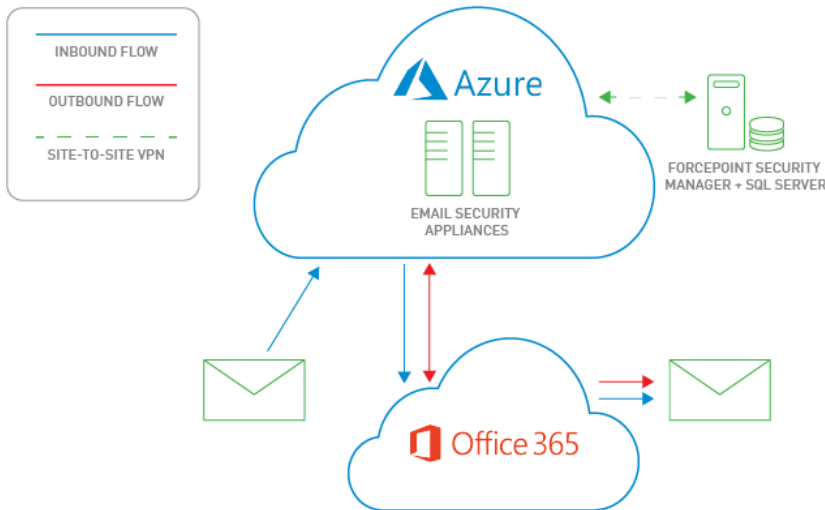 INBOUND FLOW
OUTBOUND FLOW
SITE-TO-SITE VPN
Azure
EMAIL SECURITY
APPLIANCES
FORCEPOINT SECURITY
MANAGER + SQL SERVER
Office 365